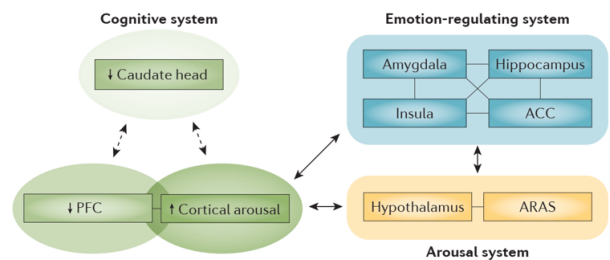 Cognitive system
Emotion-regulating system
↓ Caudate head
Amygdala
Hippocampus
Insula
ACC
↓ PFC
↑ Cortical arousal
Hypothalamus
ARAS
Arousal system